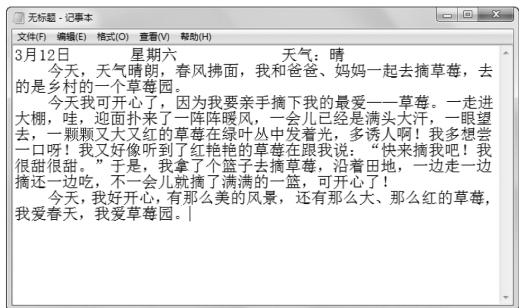 无标题 - 记事本
文件(F) 编辑(E) 格式(O) 查看(V) 帮助(H)
3月12日 星期六 天气：晴
今天，天气晴朗，春风拂面，我和爸爸、妈妈一起去摘草莓，去
的是乡村的一个草莓园。
今天我可开心了，因为我要亲手摘下我的最爱——草莓。一走进
大棚，哇，迎面扑来了一阵阵暖风，一会儿已经是满头大汗，一眼望
去，一颗颗又大又红的草莓在绿叶丛中发着光，多诱人啊！我多想尝
一口呀！我又好像听到了红艳艳的草莓在跟我说：“快来摘我吧！我
很甜很甜。”于是，我拿了个篮子去摘草莓，沿着田地，一边走一边
摘还一边吃，不一会儿就摘了满满的一篮，可开心了！
今天，我好开心，有那么美的风景，还有那么大、那么红的草莓，
我爱春天，我爱草莓园。